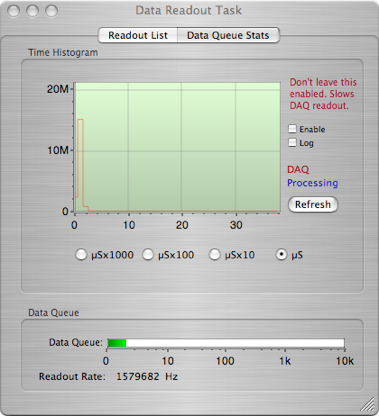 Data Readout Task
Readout List Data Queue Stats
Time Histogram
20M
10M
0
0 10 20 30
Don't leave this
enabled. Slows
DAQ readout.
Enable
Log
DAQ
Processing
Refresh
µSx1000 µSx100 µSx10 µS
Data Queue
Data Queue:
0 10 100 1k 10k
Readout Rate: 1579682 Hz